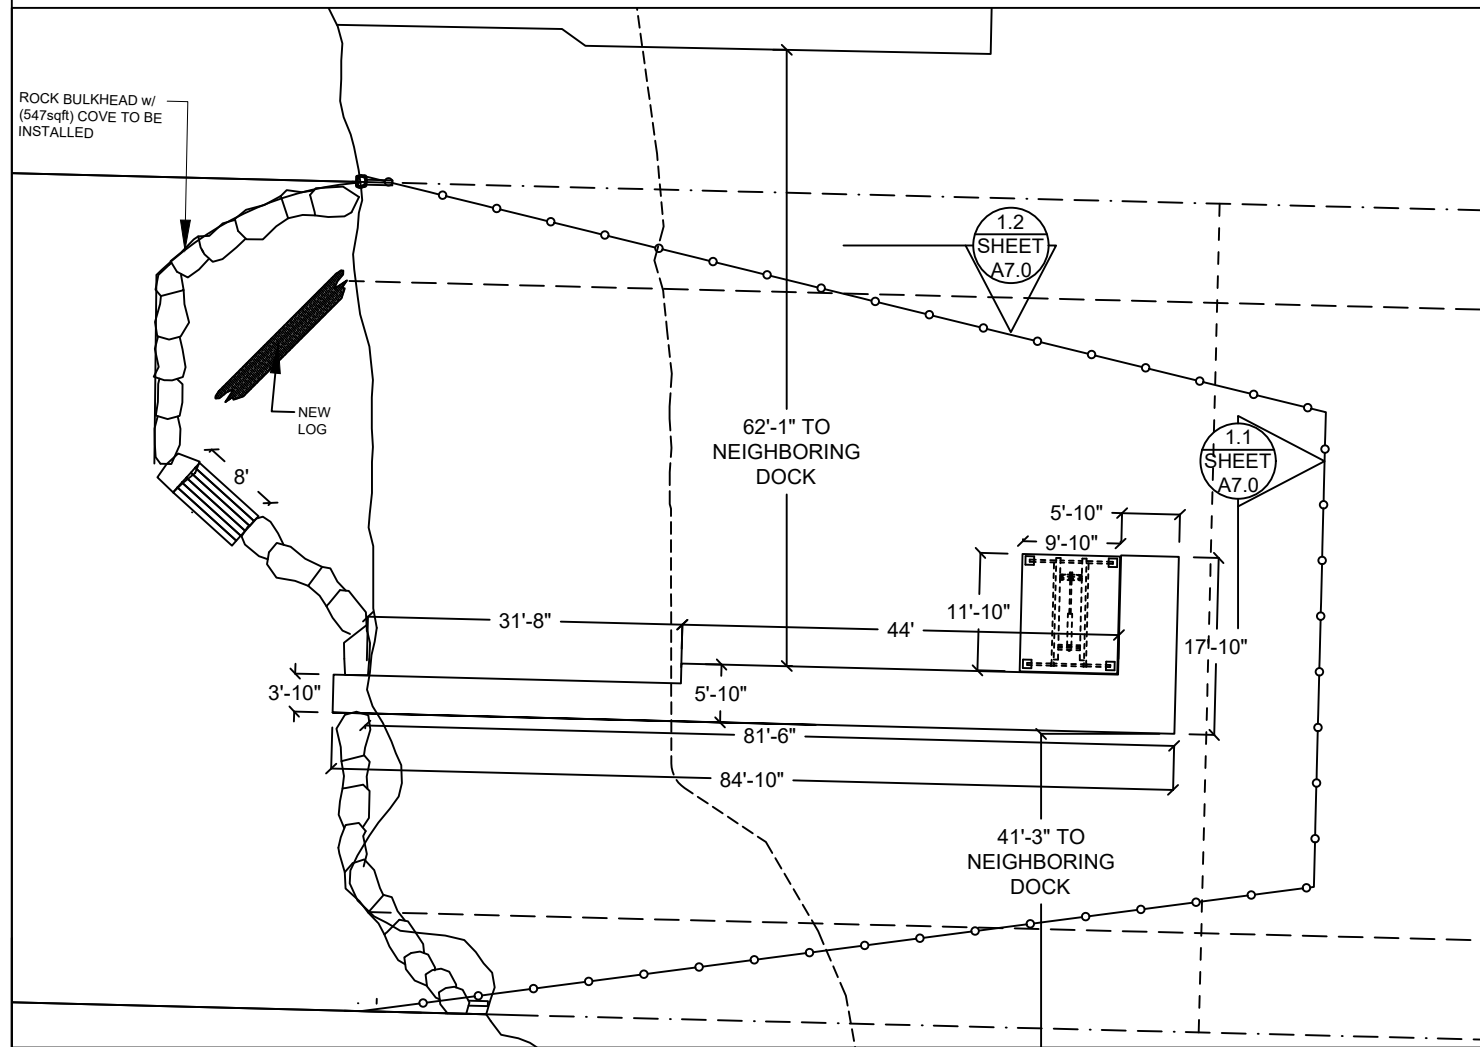 ROCK BULKHEAD w/
(547sqft) COVE TO BE
INSTALLED
1.2
SHEET
A7.0
NEW
LOG
62'-1" TO
NEIGHBORING
DOCK
1.1
SHEET
A7.0
8'
5'-10"
9'-10"
11'-10"
31'-8"
44'
17'-10"
3'-10"
5'-10"
81'-6"
84'-10"
41'-3" TO
NEIGHBORING
DOCK